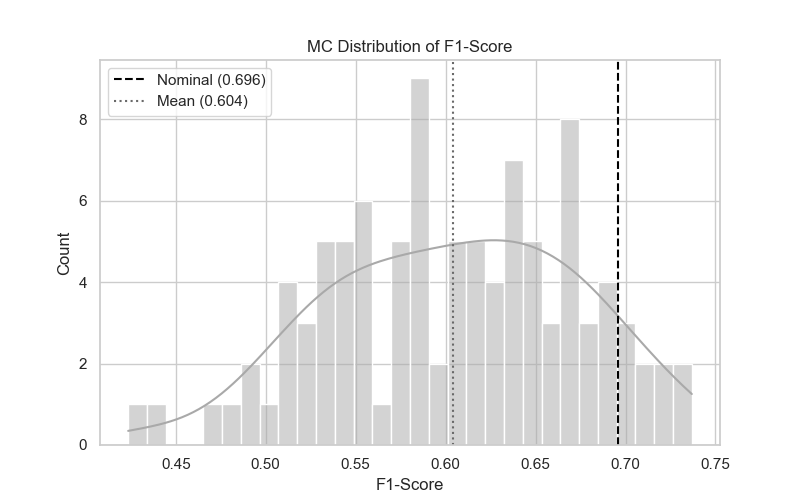 MC Distribution of F1-Score
Nominal (0.696)
Mean (0.604)
Count
8
6
4
2
0
0.45 0.50 0.55 0.60 0.65 0.70 0.75
F1-Score